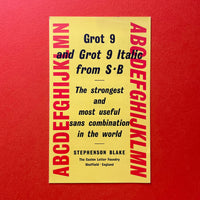 ABCDEFGHIJKLMN
Grot 9
and Grot 9 Italic
from S·B
The strongest
and most useful
sans combination
in the world
STEPHENSON BLAKE
The Caslon Letter Foundry
Sheffield · England
ABCDEFGHIJKLMN